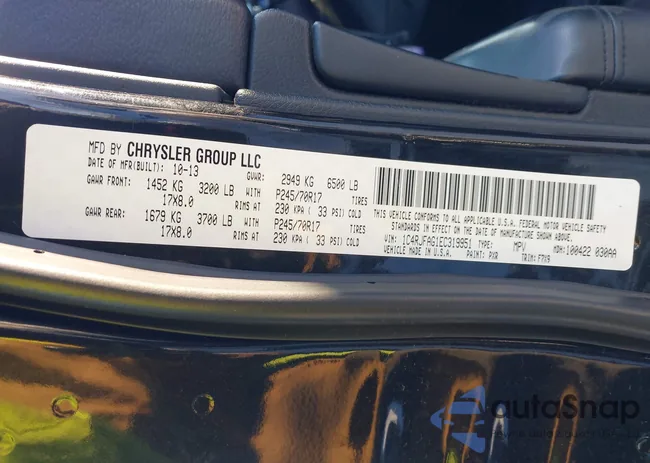 MFD BY CHRYSLER GROUP LLC
DATE OF MFR(BUILT) 10-13 GVWR: 2949 KG 6500 LB
GAWR FRONT: 1452 KG 3200 LB WITH P245/70R17 TIRES
17X8.0 RIMS AT 230 KPA ( 33 PSI)COLD
GAWR REAR: 1679 KG 3700 LB WITH P245/70R17 TIRES
17X8.0 RIMS AT 230 KPA ( 33 PSI)COLD
THIS VEHICLE CONFORMS TO ALL APPLICABLE U.S.A. FEDERAL MOTOR VEHICLE SAFETY
STANDARDS IN EFFECT ON THE DATE OF MANUFACTURE SHOWN ABOVE.
VIN: 1C4RJFAG1EC319951 TYPE: MPV MDH: 100422 030AA
MADE IN U.S.A. PAINT: PXR TRIM: F7X9
autoSnap